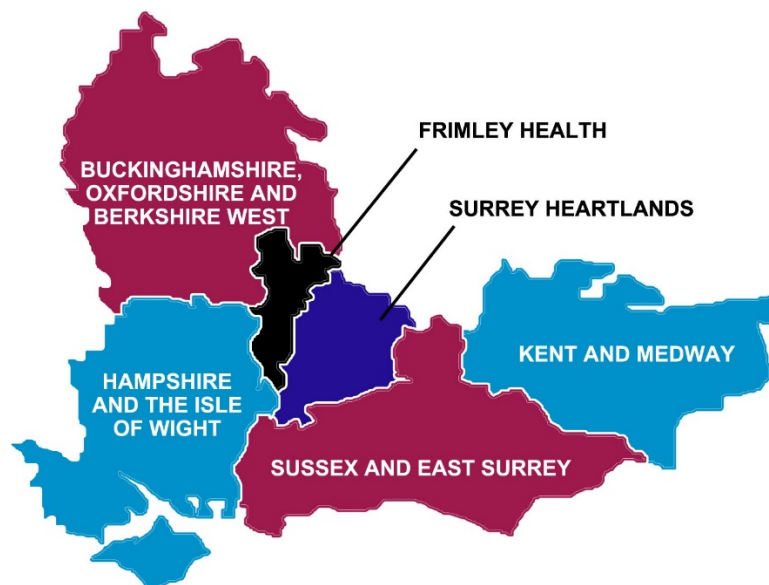 FRIMLEY HEALTH
BUCKINGHAMSHIRE,
OXFORDSHIRE AND
BERKSHIRE WEST
SURREY HEARTLANDS
KENT AND MEDWAY
HAMPSHIRE
AND THE ISLE
OF WIGHT
SUSSEX AND EAST SURREY